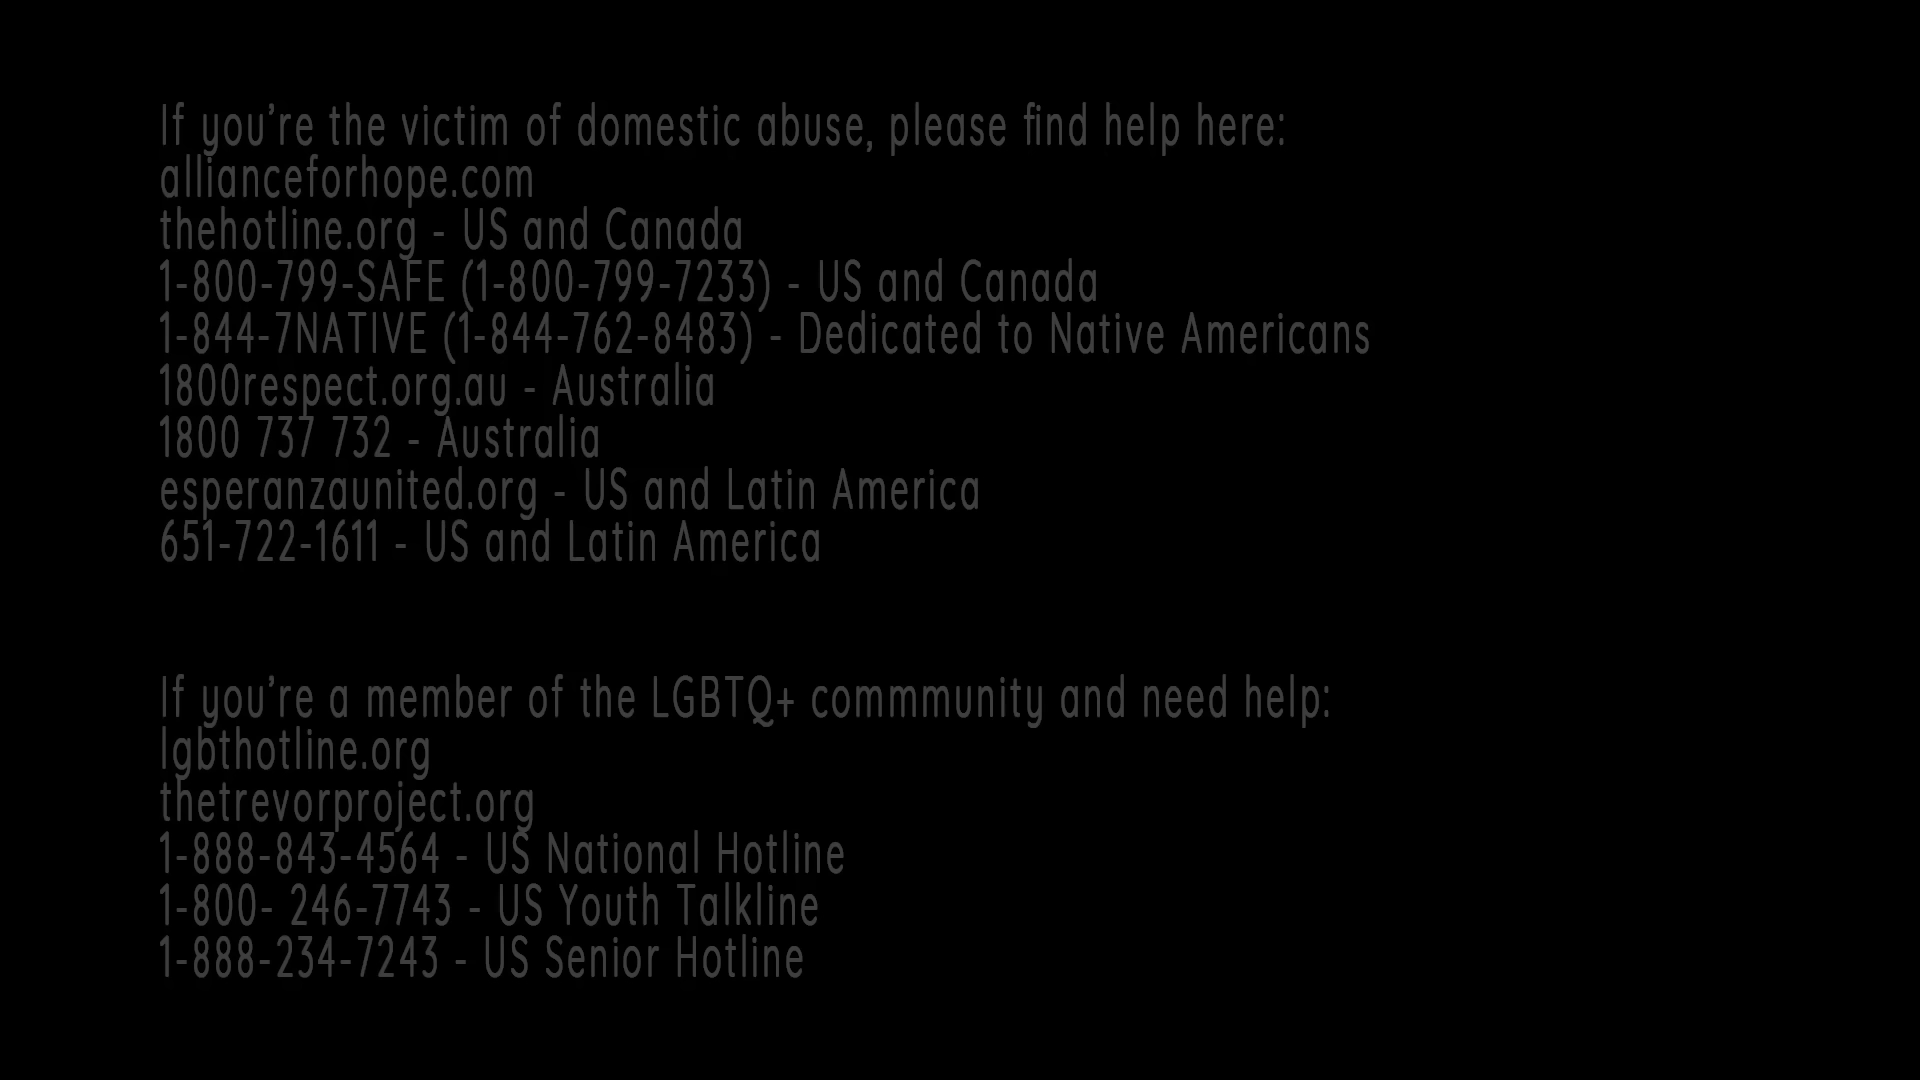 If you’re the victim of domestic abuse, please find help here:
allianceforhope.com
thehotline.org - US and Canada
1-800-799-SAFE (1-800-799-7233) - US and Canada
1-844-7NATIVE (1-844-762-8483) - Dedicated to Native Americans
1800respect.org.au - Australia
1800 737 732 - Australia
esperanzaunited.org - US and Latin America
651-722-1611 - US and Latin America
If you’re a member of the LGBTQ+ commmunity and need help:
lgbthotline.org
thetrevorproject.org
1-888-843-4564 - US National Hotline
1-800- 246-7743 - US Youth Talkline
1-888-234-7243 - US Senior Hotline